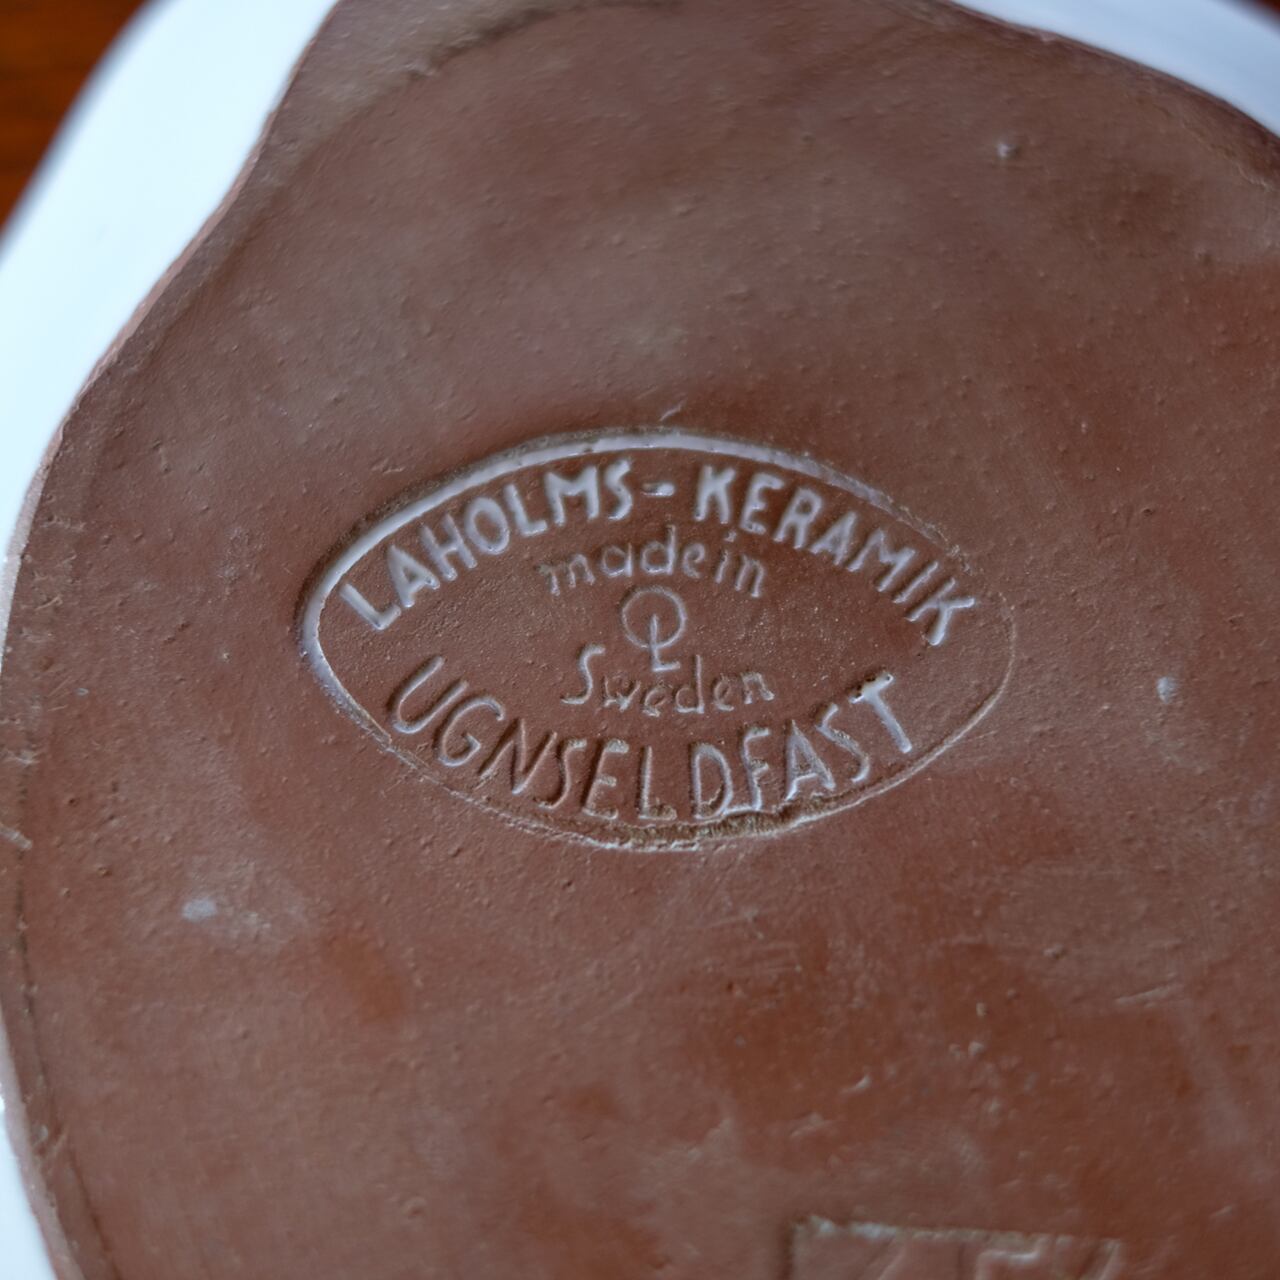 LAHOLMS-KERAMIK
made in
Sweden
UGNSELDFAST